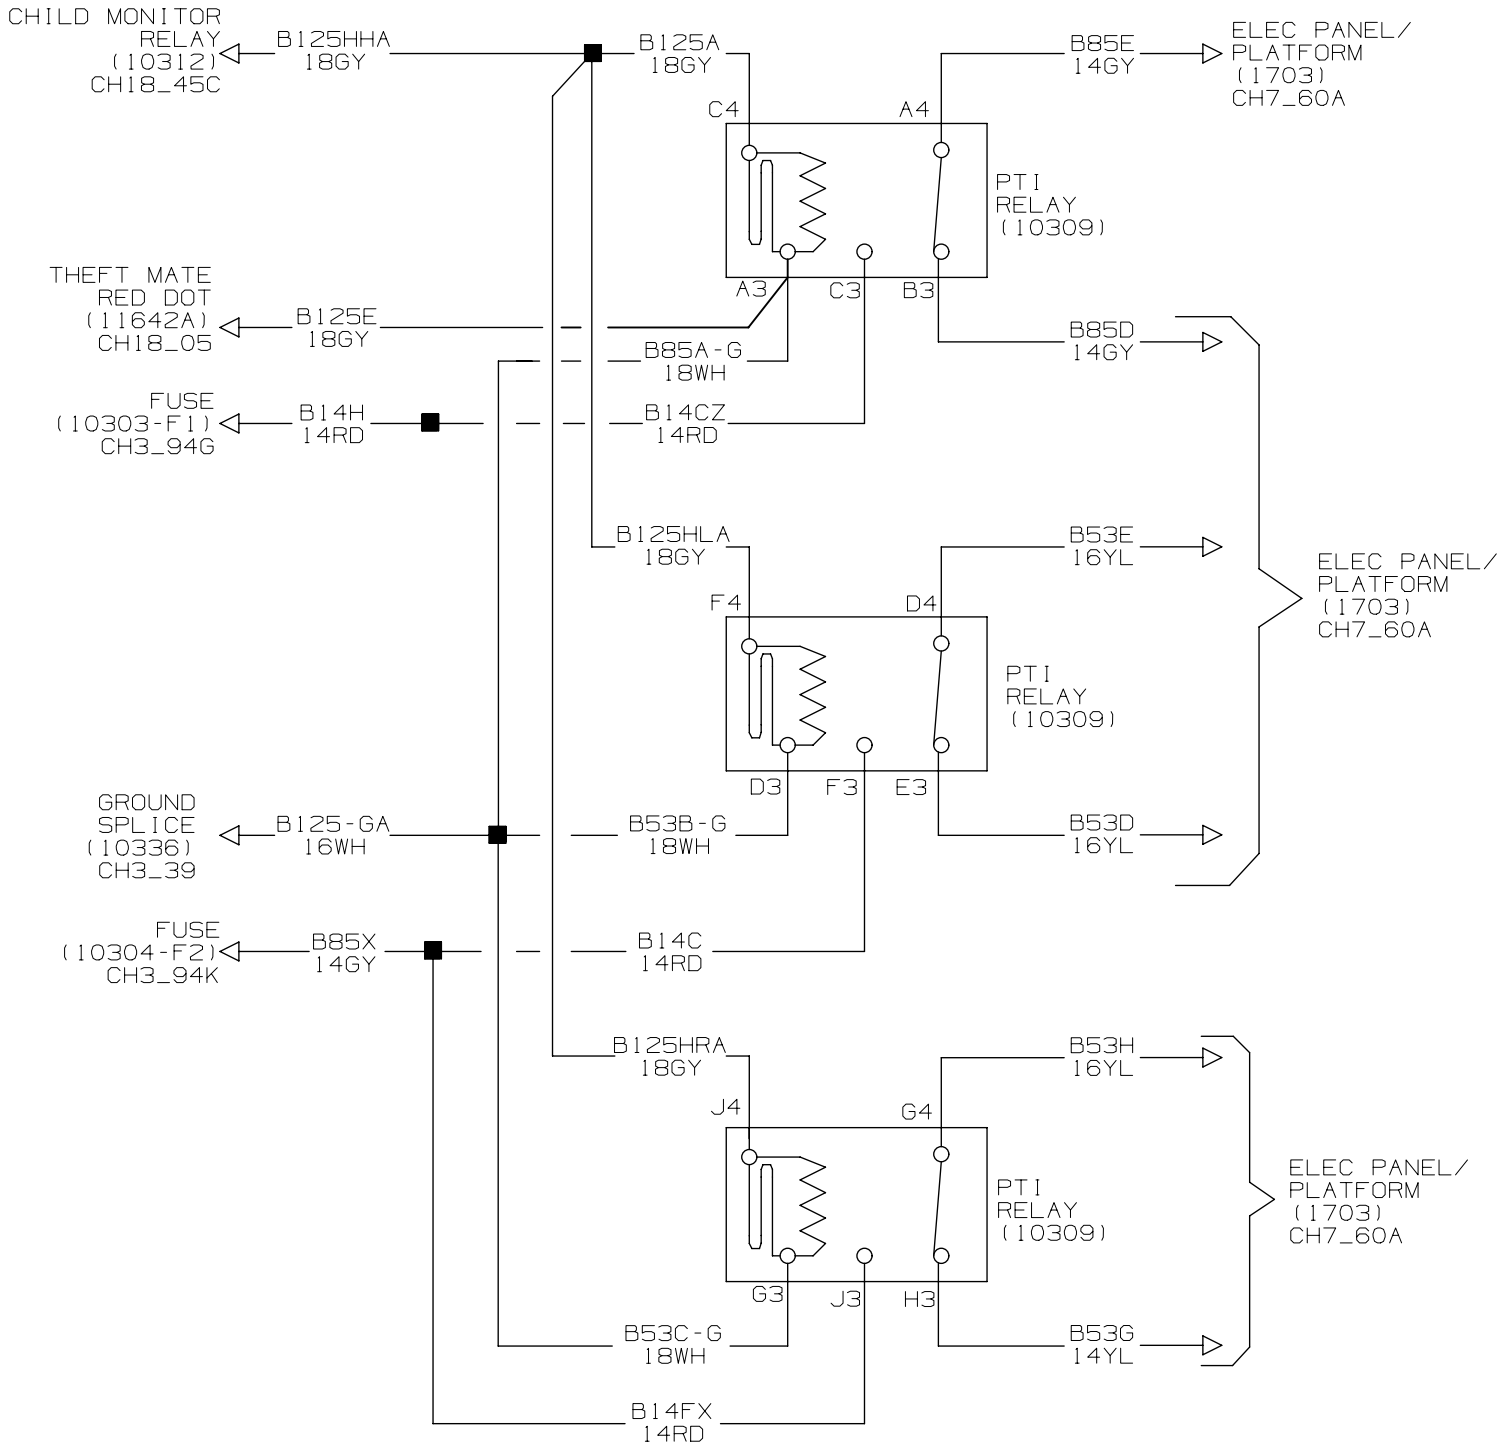 CHILD MONITOR
RELAY
(10312)
CH18_45C
B125HHA
18GY
B125A
18GY
B85E
14GY
ELEC PANEL/
PLATFORM
(1703)
CH7_60A
C4
A4
PTI
RELAY
(10309)
A3
C3
B3
THEFT MATE
RED DOT
(11642A)
CH18_05
B125E
18GY
B85A-G
18WH
B85D
14GY
FUSE
(10303-F1)
CH3_94G
B14H
14RD
B14CZ
14RD
B125HLA
18GY
B53E
16YL
ELEC PANEL/
PLATFORM
(1703)
CH7_60A
F4
D4
PTI
RELAY
(10309)
D3
F3
E3
GROUND
SPLICE
(10336)
CH3_39
B125-GA
16WH
B53B-G
18WH
B53D
16YL
FUSE
(10304-F2)
CH3_94K
B85X
14GY
B14C
14RD
B125HRA
18GY
B53H
16YL
J4
G4
PTI
RELAY
(10309)
ELEC PANEL/
PLATFORM
(1703)
CH7_60A
G3
J3
H3
B53C-G
18WH
B53G
14YL
B14FX
14RD